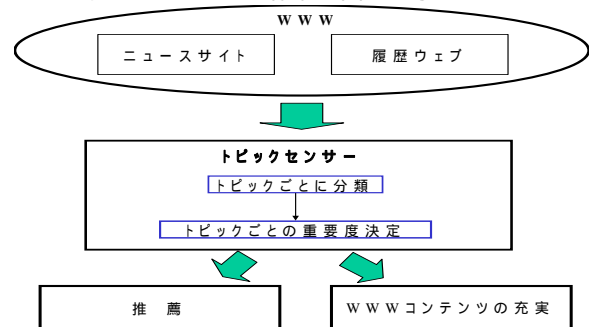 WWW
ニュースサイト
履歴ウェブ
トピックセンサー
トピックごとに分類
トピックごとの重要度決定
推薦
WWWコンテンツの充実